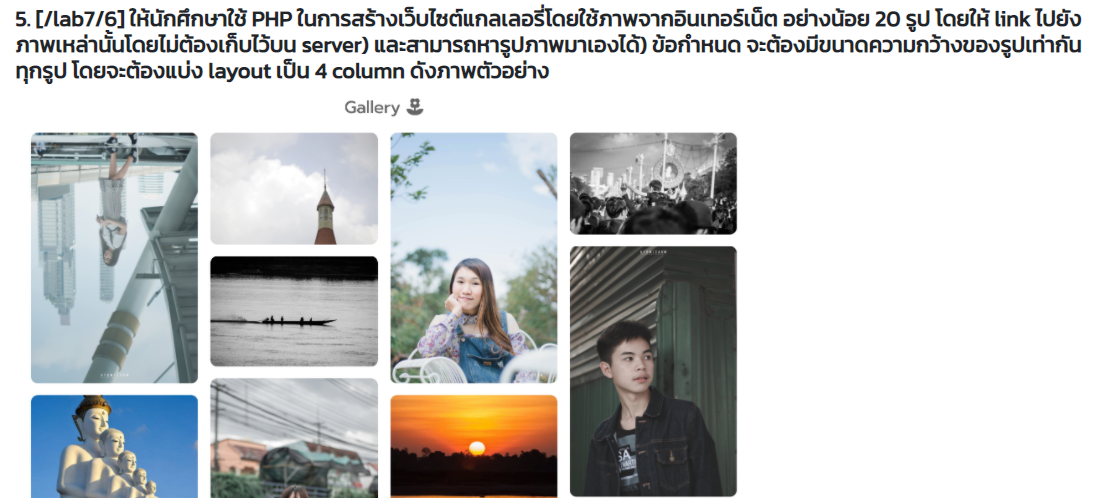 5. [/lab7/6] ให้นักศึกษาใช้ PHP ในการสร้างเว็บไซต์แกลเลอรี่โดยใช้ภาพจากอินเทอร์เน็ต อย่างน้อย 20 รูป โดยให้ link ไปยัง
ภาพเหล่านั้นโดยไม่ต้องเก็บไว้บน server) และสามารถหารูปภาพมาเองได้) ข้อกำหนด จะต้องมีขนาดความกว้างของรูปเท่ากัน
ทุกรูป โดยจะต้องแบ่ง layout เป็น 4 column ดังภาพตัวอย่าง
Gallery